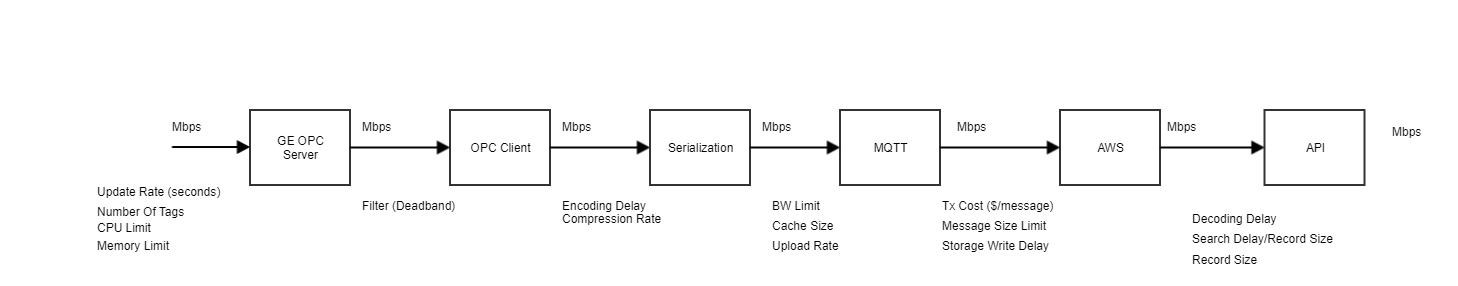 Mbps
GE OPC
Server
Mbps
OPC Client
Mbps
Serialization
Mbps
MQTT
Mbps
AWS
Mbps
API
Mbps
Update Rate (seconds)
Number Of Tags
CPU Limit
Memory Limit
Filter (Deadband)
Encoding Delay
Compression Rate
BW Limit
Cache Size
Upload Rate
Tx Cost ($/message)
Message Size Limit
Storage Write Delay
Decoding Delay
Search Delay/Record Size
Record Size